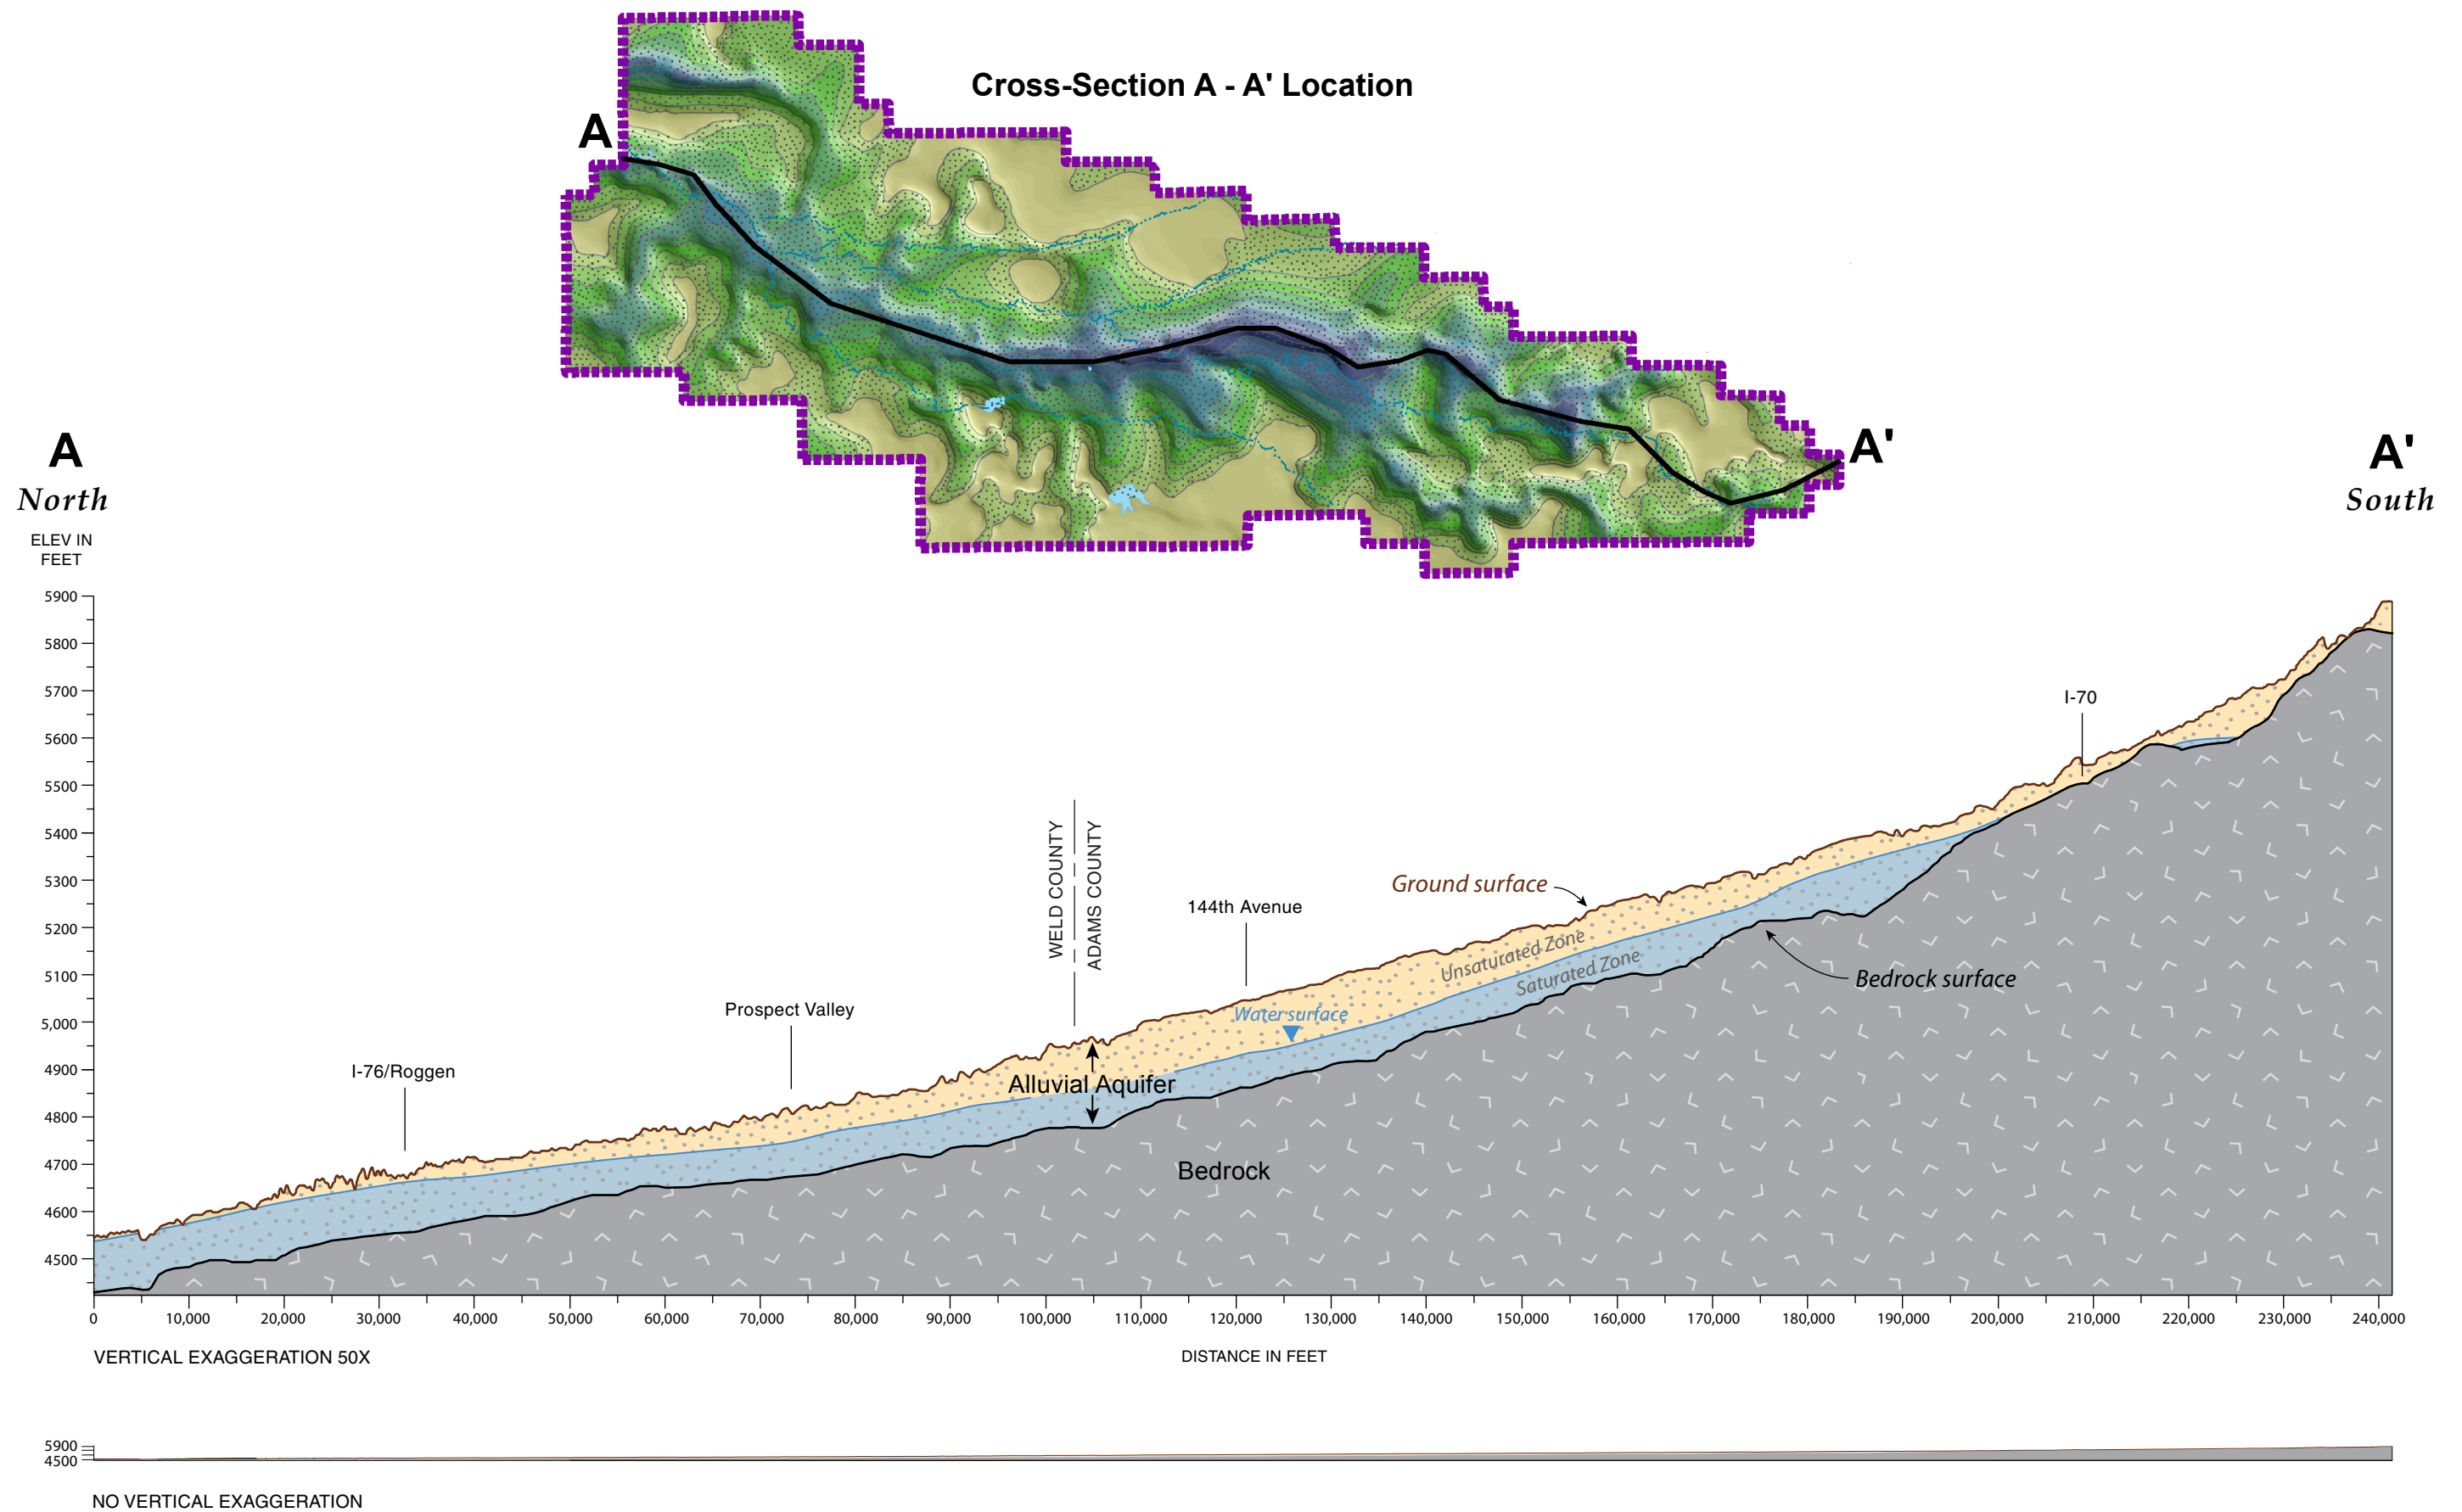 Cross-Section A - A' Location
A
A'
A
North
A'
South
ELEV IN
FEET
5900
5800
5700
5600
5500
5400
5300
5200
5100
5,000
4900
4800
4700
4600
4500
I-70
WELD COUNTY
ADAMS COUNTY
144th Avenue
Ground surface
Unsaturated Zone
Saturated Zone
Bedrock surface
Water surface
Prospect Valley
I-76/Roggen
Alluvial Aquifer
Bedrock
0 10,000 20,000 30,000 40,000 50,000 60,000 70,000 80,000 90,000 100,000 110,000 120,000 130,000 140,000 150,000 160,000 170,000 180,000 190,000 200,000 210,000 220,000 230,000 240,000
VERTICAL EXAGGERATION 50X
DISTANCE IN FEET
5900
4500
NO VERTICAL EXAGGERATION